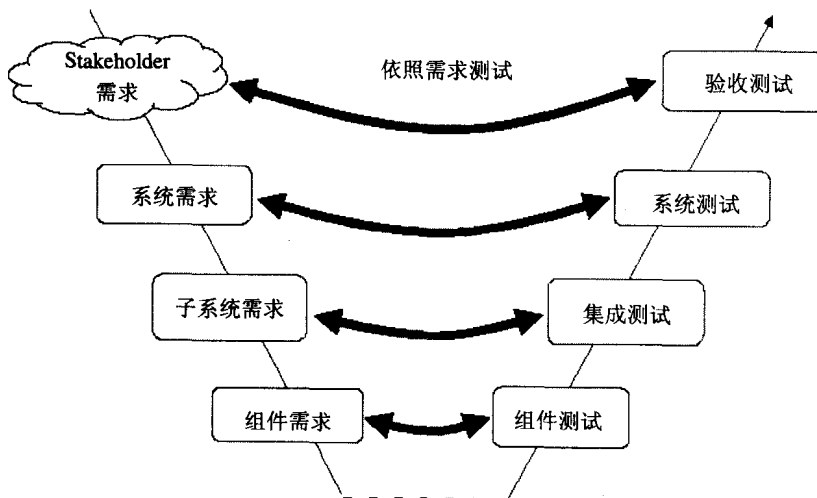 Stakeholder
需求
依照需求测试
验收测试
系统需求
系统测试
子系统需求
集成测试
组件需求
组件测试